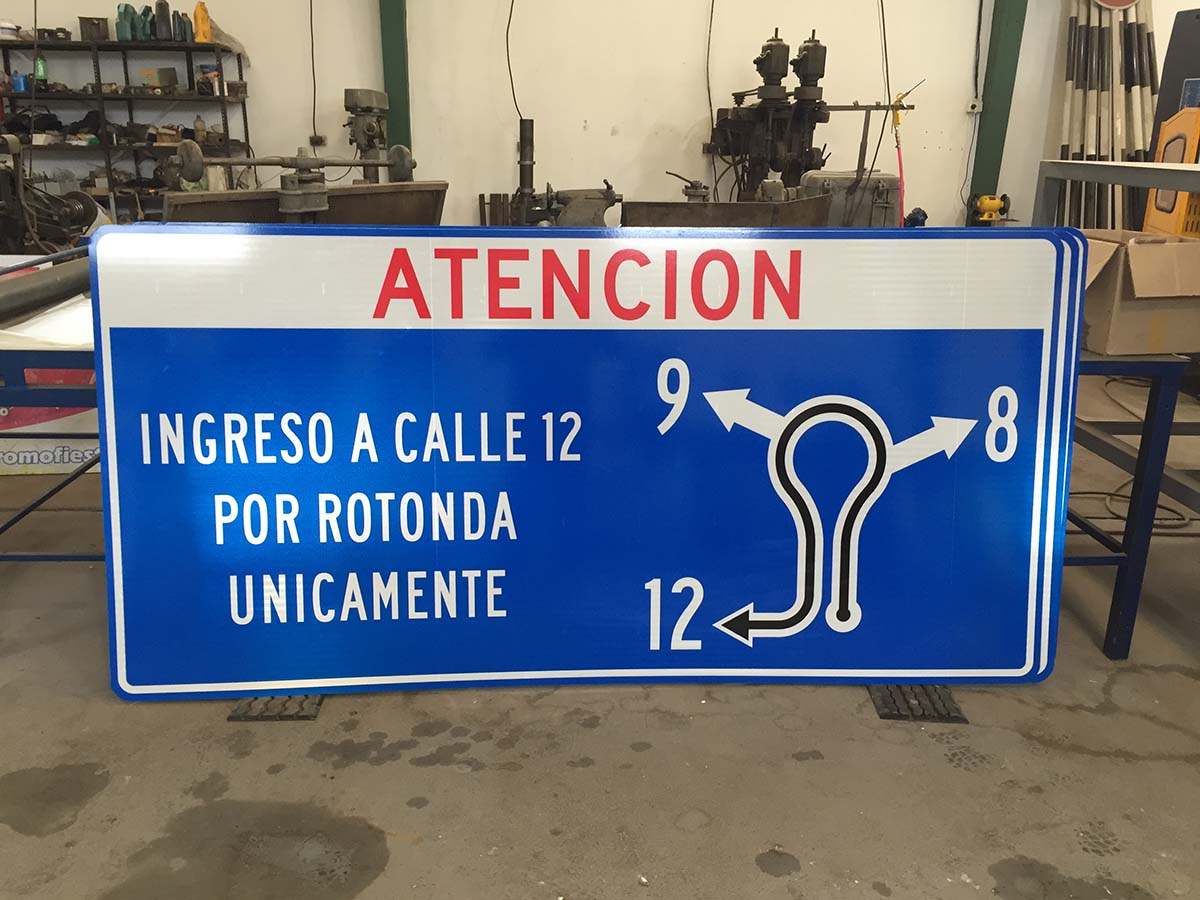 ATENCION
INGRESO A CALLE 12
POR ROTONDA
UNICAMENTE
9
8
12